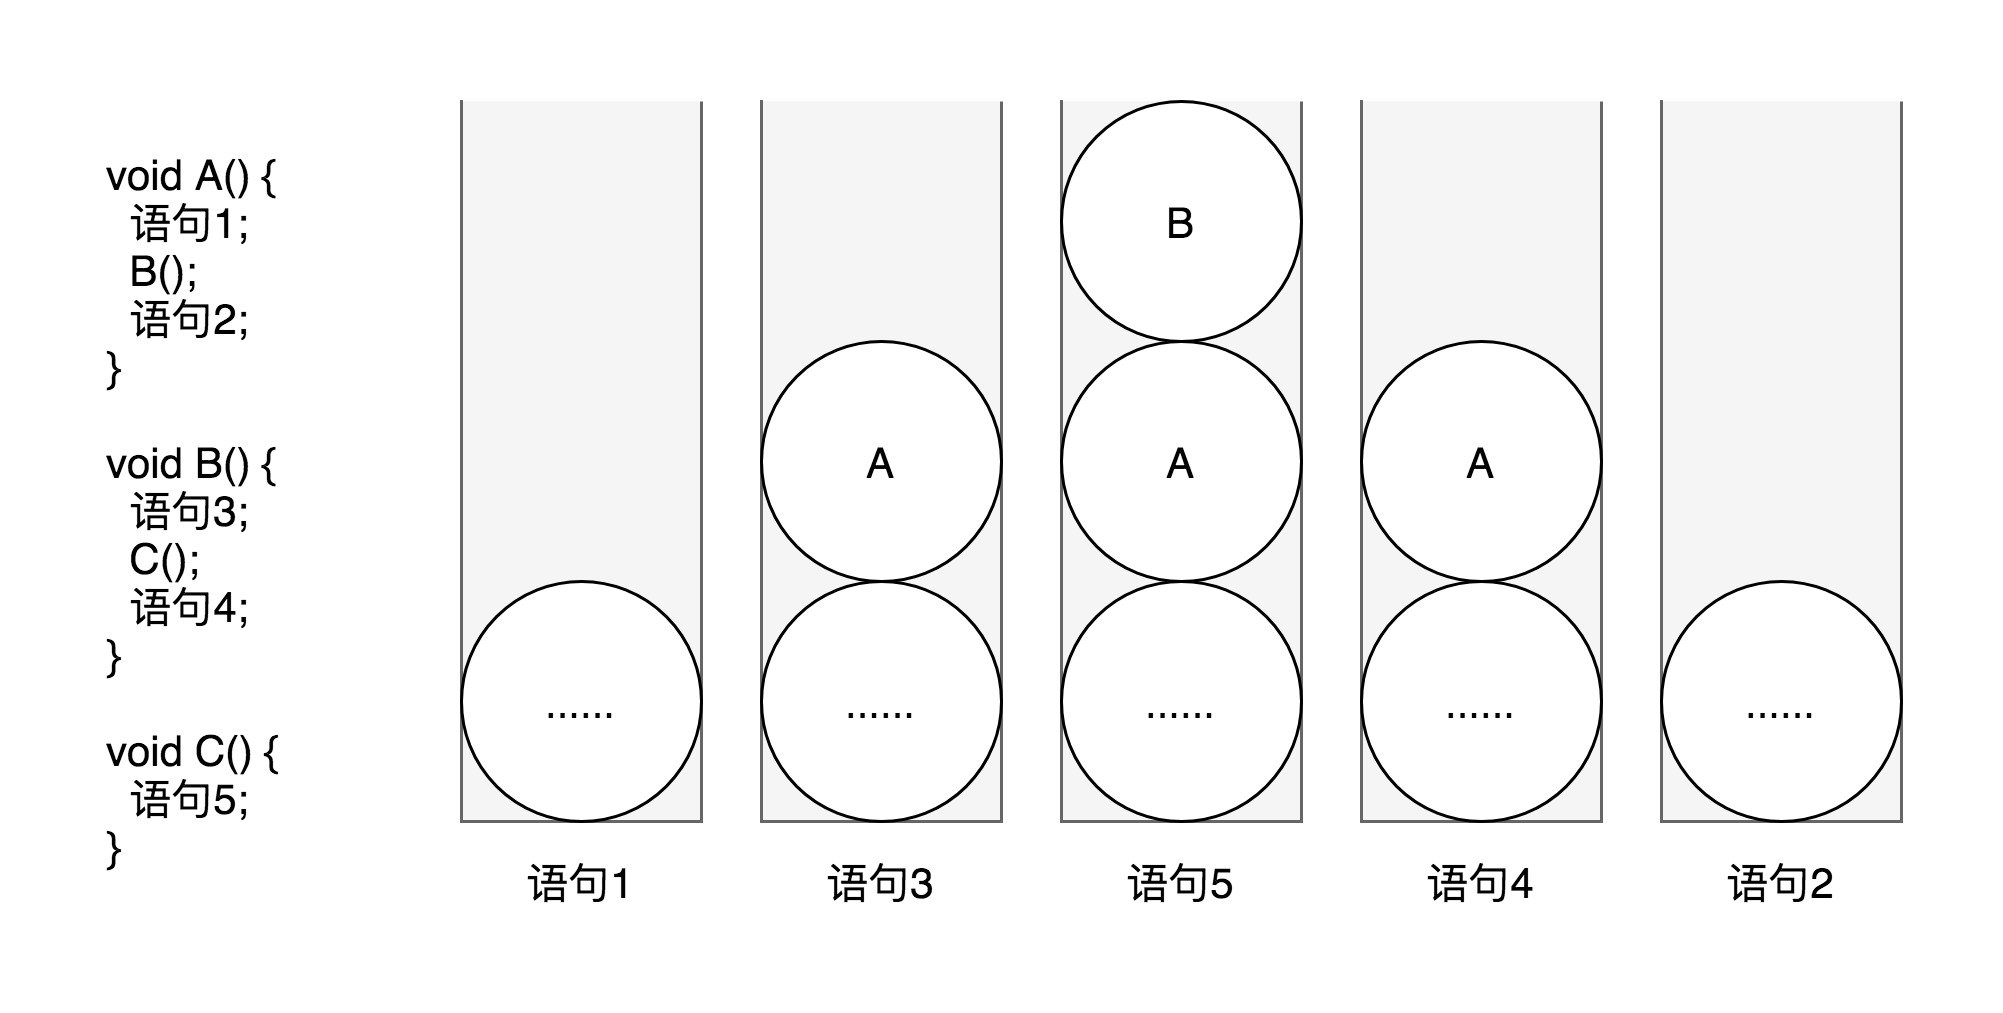 void A() {
语句1;
B();
语句2;
}
void B() {
语句3;
C();
语句4;
}
void C() {
语句5;
}
B
A
A
A
......
......
......
......
......
语句1
语句3
语句5
语句4
语句2